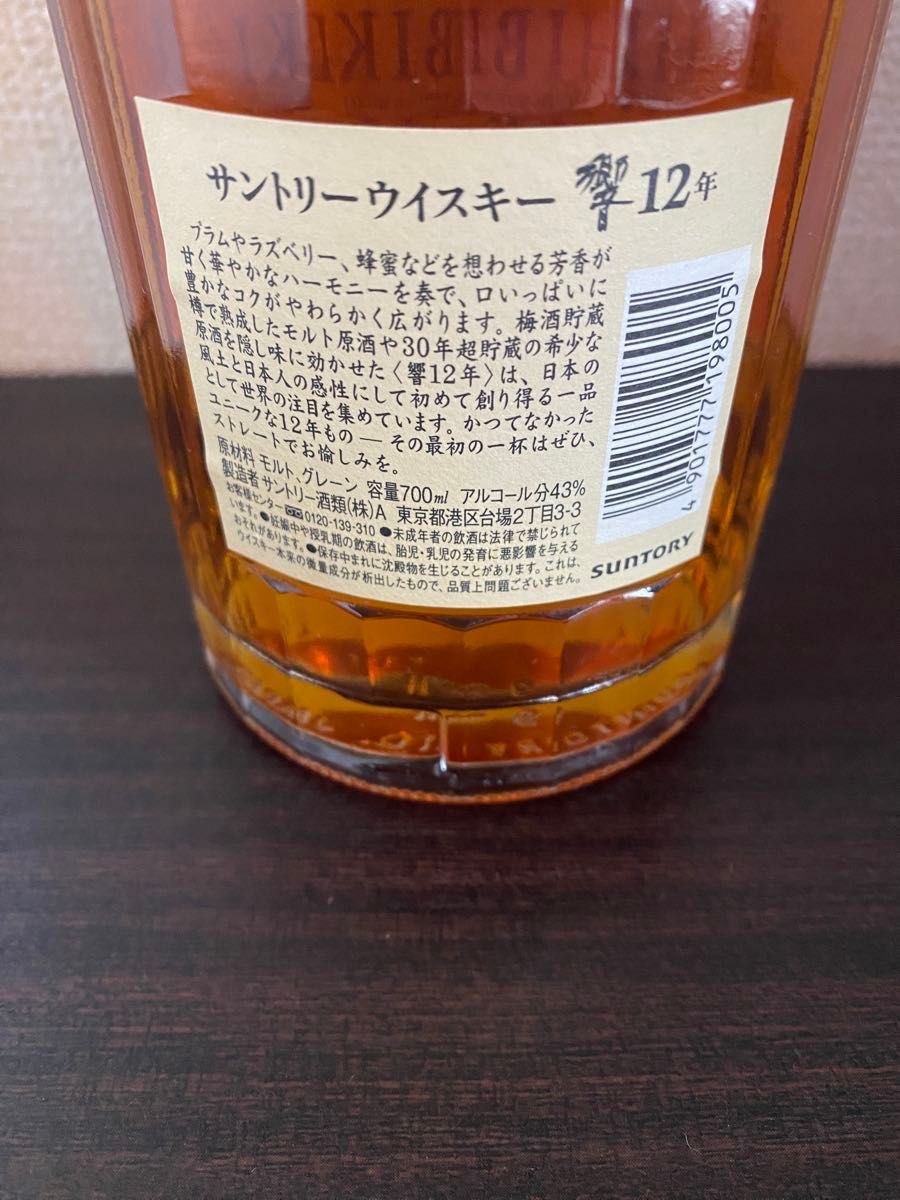 HIBIKI
サントリーウイスキー 響 12年
プラムやラズベリー、蜂蜜などを想わせる芳香が
甘く華やかなハーモニーを奏で、口いっぱいに
豊かなコクがやわらかく広がります。梅酒貯蔵
樽で熟成したモルト原酒や30年超貯蔵の希少な
原酒を隠し味に効かせた〈響12年〉は、日本の
風土と日本人の感性にして初めて創り得る一品
として世界の注目を集めています。かつてなかった
ユニークな12年もの ― その最初の一杯はぜひ、
ストレートでお愉しみを。
原材料 モルト、グレーン 容量700ml アルコール分43%
製造者 サントリー酒類(株)A 東京都港区台場2丁目3-3
お客様センター 0120-139-310 ●未成年者の飲酒は法律で禁じられて
います。●妊娠中や授乳期の飲酒は、胎児・乳児の発育に悪影響を与える
おそれがあります。●保存中まれに沈殿物を生じることがあります。これは、
ウイスキー本来の微量成分が析出したもので、品質上問題ございません。
4 901777 198005
SUNTORY